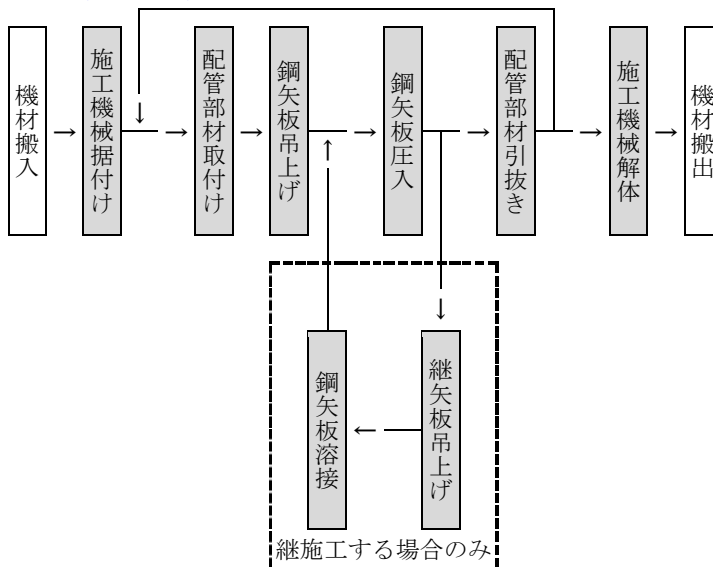 機材搬入
施工機械据付け
配管部材取付け
鋼矢板吊上げ
鋼矢板圧入
配管部材引抜き
施工機械解体
機材搬出
鋼矢板溶接
継矢板吊上げ
継施工する場合のみ